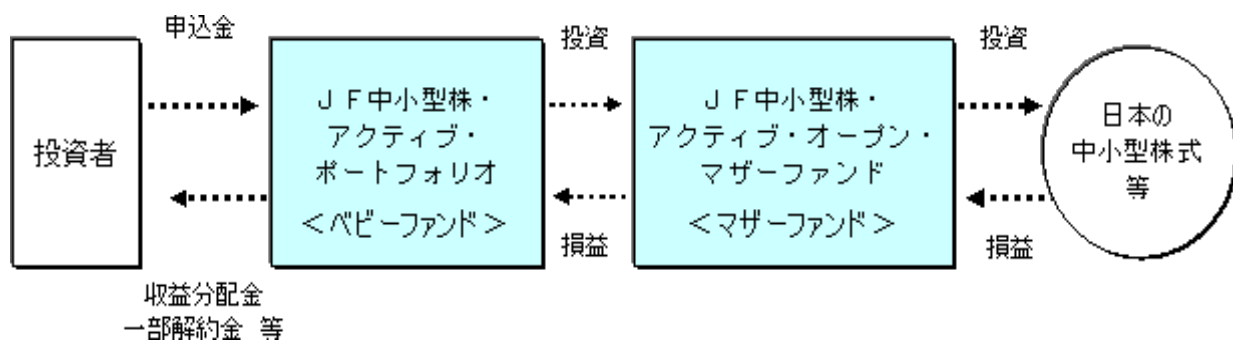 申込金
投資
投資
投資者
ＪＦ中小型株・
アクティブ・
ポートフォリオ
＜ベビーファンド＞
ＪＦ中小型株・
アクティブ・オープン・
マザーファンド
＜マザーファンド＞
日本の
中小型株式
等
損益
損益
収益分配金
一部解約金 等